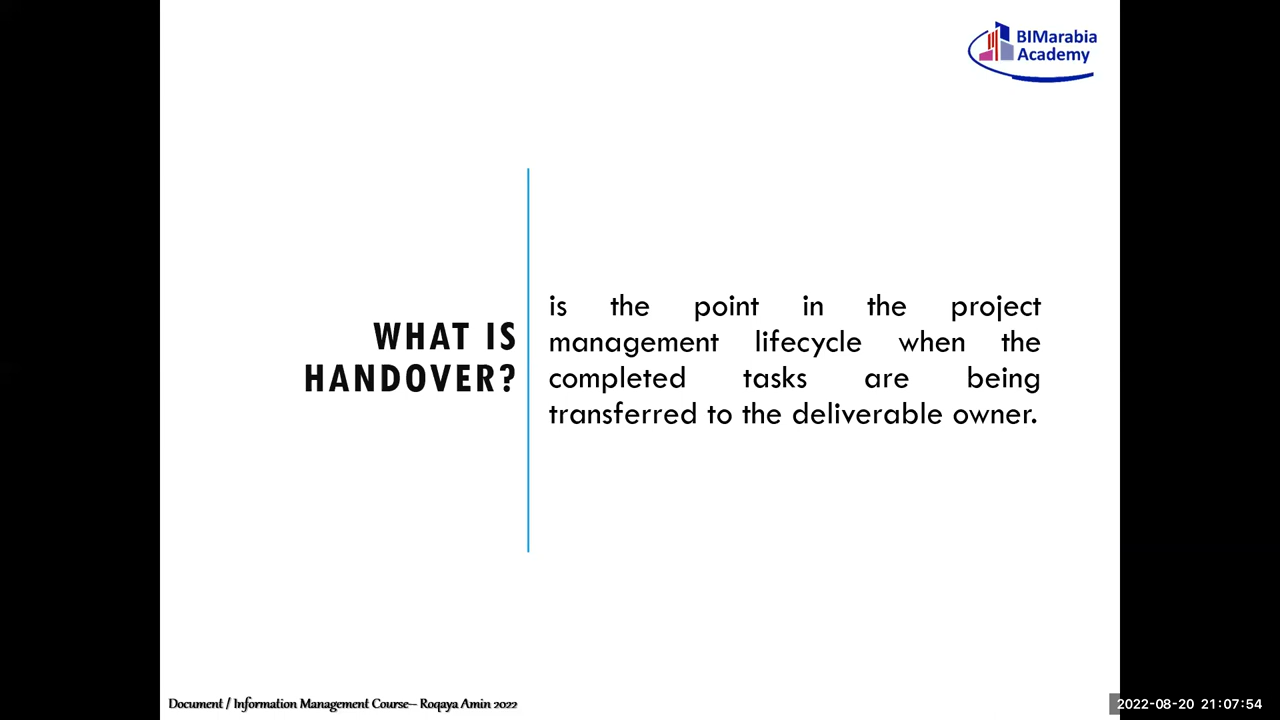 BIMarabia
Academy
WHAT IS
HANDOVER?
is the point in the project
management lifecycle when the
completed tasks are being
transferred to the deliverable owner.
Document / Information Management Course– Roqaya Amin 2022
2022-08-20 21:07:54